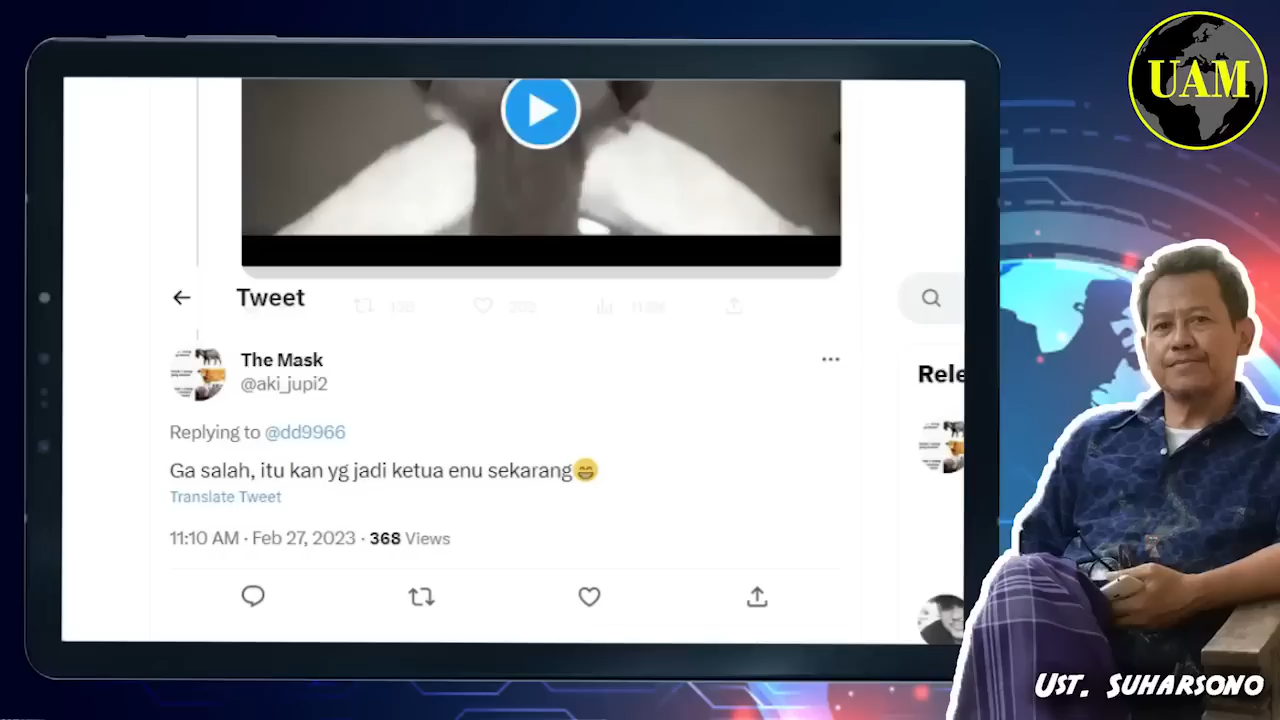 UAM
Tweet
The Mask
@aki_jupi2
Rele
Replying to @dd9966
Ga salah, itu kan yg jadi ketua enu sekarang😄
Translate Tweet
11:10 AM · Feb 27, 2023 · 368 Views
UST. SUHARSONO